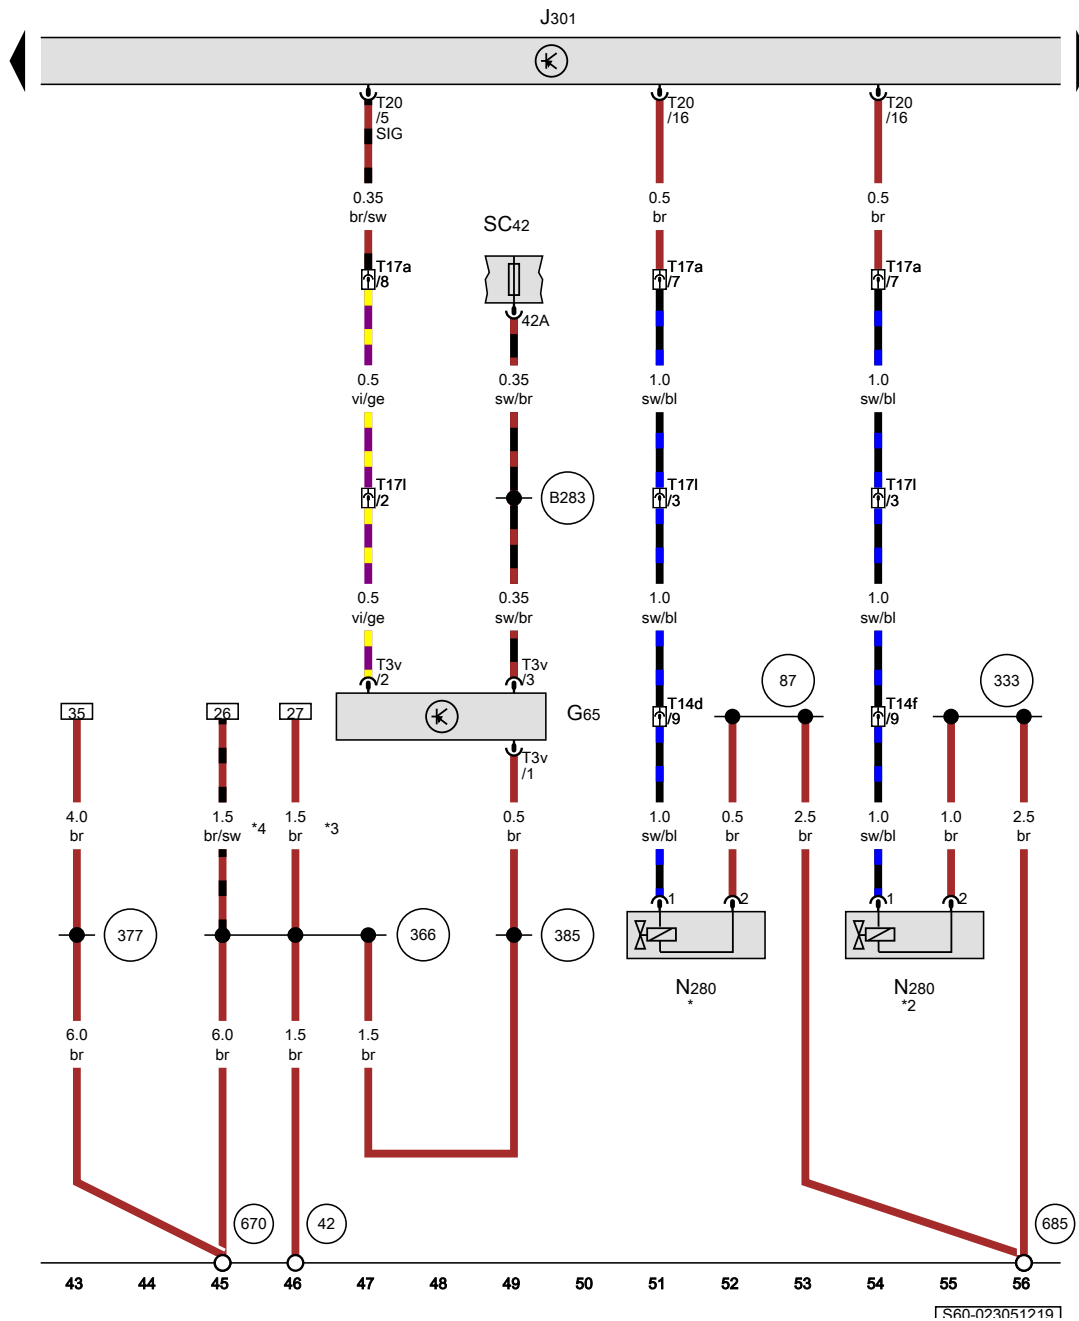 J301
T20
/5
SIG
T20
/16
T20
/16
0.35
br/sw
0.5
br
0.5
br
SC42
T17a
/8
T17a
/7
T17a
/7
42A
0.5
vi/ge
0.35
sw/br
1.0
sw/bl
1.0
sw/bl
T17l
/2
B283
T17l
/3
T17l
/3
0.5
vi/ge
0.35
sw/br
1.0
sw/bl
1.0
sw/bl
T3v
/2
T3v
/3
87
333
35
26
27
G65
T14d
/9
T14f
/9
T3v
/1
4.0
br
1.5
br/sw
*4
1.5
br
*3
0.5
br
1.0
sw/bl
0.5
br
2.5
br
1.0
sw/bl
1.0
br
2.5
br
1
2
1
2
377
366
385
N280
*
N280
*2
6.0
br
6.0
br
1.5
br
1.5
br
670
42
685
43 44 45 46 47 48 49 50 51 52 53 54 55 56
S60-023051219